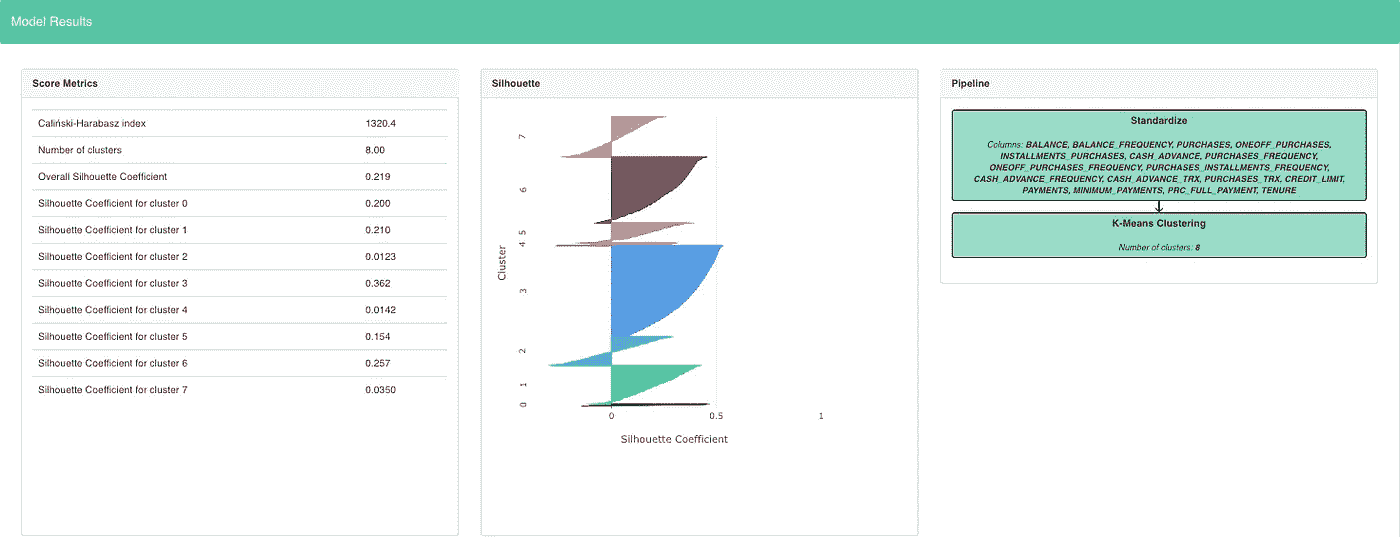 Model Results
Score Metrics
Caliński-Harabasz index 1320.4
Number of clusters 8.00
Overall Silhouette Coefficient 0.219
Silhouette Coefficient for cluster 0 0.200
Silhouette Coefficient for cluster 1 0.210
Silhouette Coefficient for cluster 2 0.0123
Silhouette Coefficient for cluster 3 0.362
Silhouette Coefficient for cluster 4 0.0142
Silhouette Coefficient for cluster 5 0.154
Silhouette Coefficient for cluster 6 0.257
Silhouette Coefficient for cluster 7 0.0350
Silhouette
Cluster
7
6
5
4
3
2
1
0
0 0.5 1
Silhouette Coefficient
Pipeline
Standardize
Columns: BALANCE, BALANCE_FREQUENCY, PURCHASES, ONEOFF_PURCHASES,
INSTALLMENTS_PURCHASES, CASH_ADVANCE, PURCHASES_FREQUENCY,
ONEOFF_PURCHASES_FREQUENCY, PURCHASES_INSTALLMENTS_FREQUENCY,
CASH_ADVANCE_FREQUENCY, CASH_ADVANCE_TRX, PURCHASES_TRX, CREDIT_LIMIT,
PAYMENTS, MINIMUM_PAYMENTS, PRC_FULL_PAYMENT, TENURE
K-Means Clustering
Number of clusters: 8